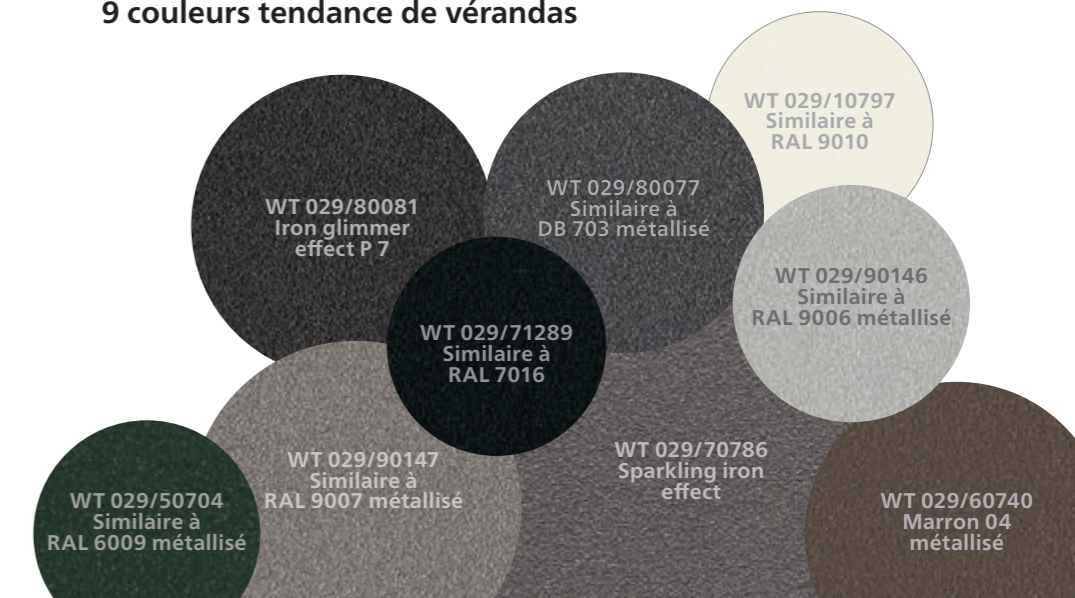 9 couleurs tendance de vérandas
WT 029/10797
Similaire à
RAL 9010
WT 029/80081
Iron glimmer
effect P 7
WT 029/80077
Similaire à
DB 703 métallisé
WT 029/90146
Similaire à
RAL 9006 métallisé
WT 029/71289
Similaire à
RAL 7016
WT 029/50704
Similaire à
RAL 6009 métallisé
WT 029/90147
Similaire à
RAL 9007 métallisé
WT 029/70786
Sparkling iron
effect
WT 029/60740
Marron 04
métallisé